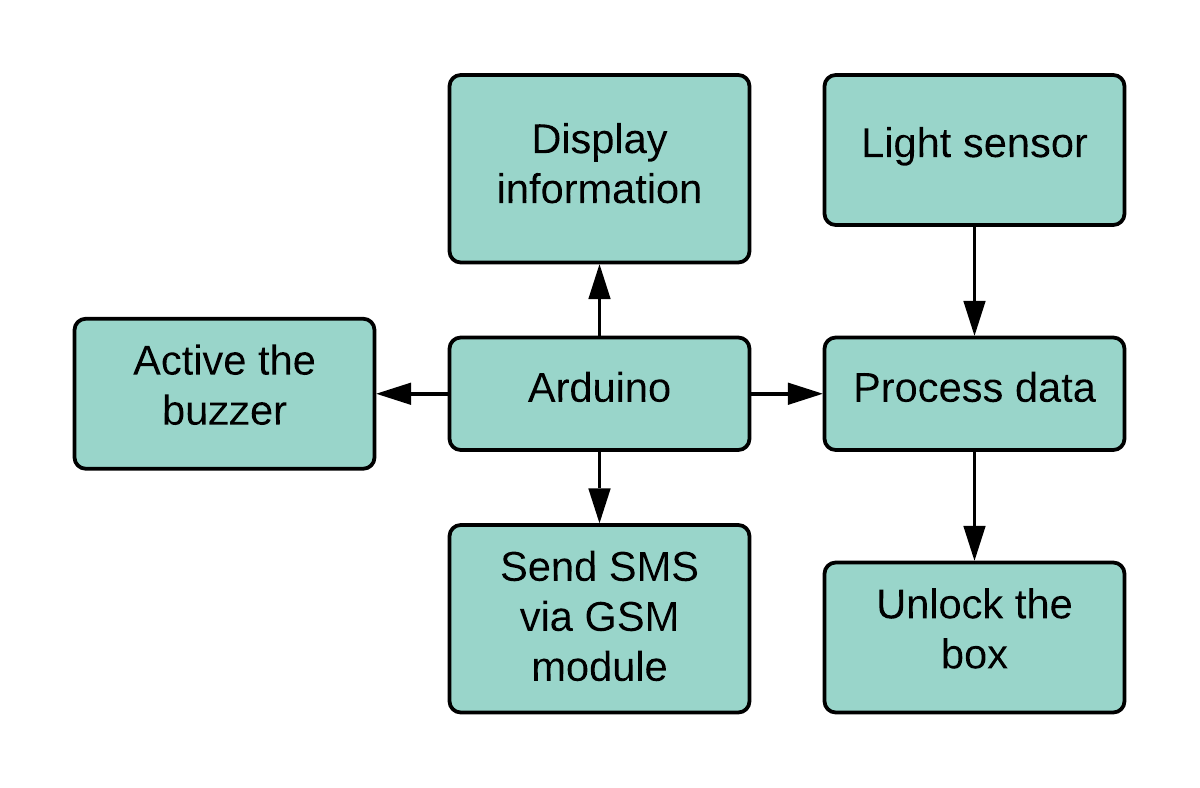 Display
information
Light sensor
Active the
buzzer
Arduino
Process data
Send SMS
via GSM
module
Unlock the
box